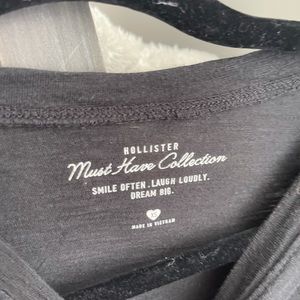 HOLLISTER
Must Have Collection
SMILE OFTEN. LAUGH LOUDLY.
DREAM BIG.
MADE IN VIETNAM